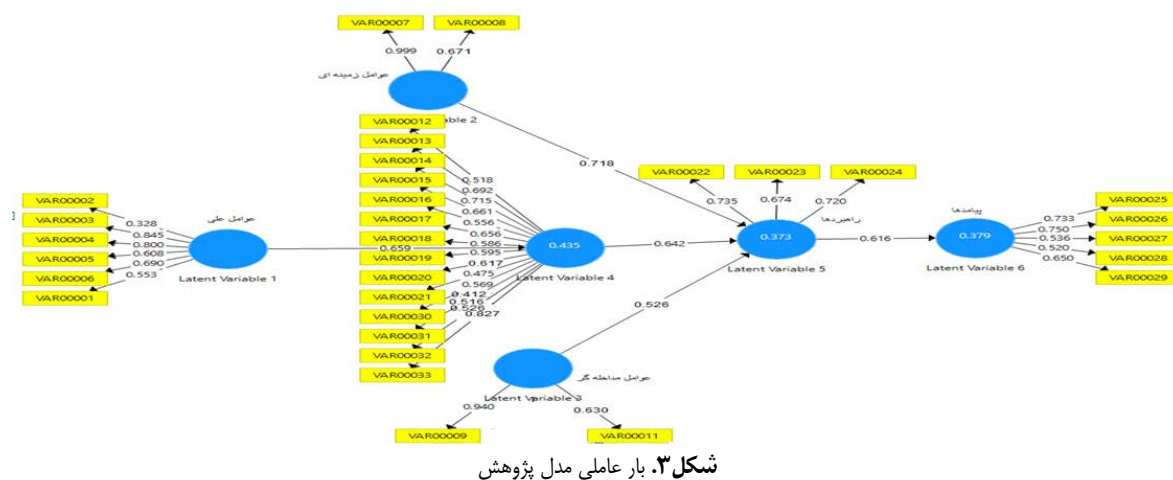 VAR00007
VAR00008
0.999
0.671
عوامل زمینه ای
able 2
VAR00012
VAR00013
VAR00014
VAR00015
VAR00016
VAR00017
VAR00018
VAR00019
VAR00020
VAR00021
VAR00030
VAR00031
VAR00032
VAR00033
0.518
0.692
0.715
0.661
0.556
0.656
0.586
0.595
0.617
0.475
0.569
0.412
0.516
0.526
0.827
VAR00002
VAR00003
VAR00004
VAR00005
VAR00006
VAR00001
0.328
0.845
0.800
0.608
0.690
0.553
عوامل علی
Latent Variable 1
0.659
0.435
Latent Variable 4
0.718
0.642
0.526
VAR00022
VAR00023
VAR00024
0.735
0.674
0.720
راهبردها
0.373
Latent Variable 5
0.616
پیامدها
0.379
Latent Variable 6
0.733
0.750
0.536
0.520
0.650
VAR00025
VAR00026
VAR00027
VAR00028
VAR00029
عوامل مداخله گر
Latent Variable 3
0.940
0.630
VAR00009
VAR00011
شکل۳. بار عاملی مدل پژوهش